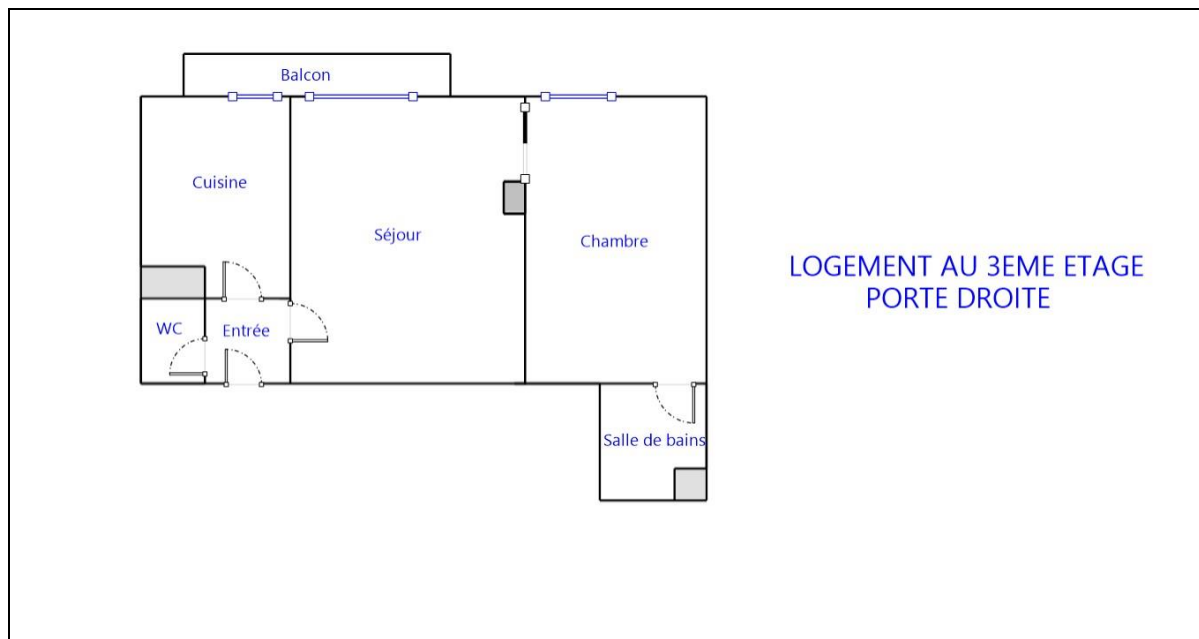 Balcon
Cuisine
Séjour
Chambre
LOGEMENT AU 3EME ETAGE
PORTE DROITE
WC
Entrée
Salle de bains